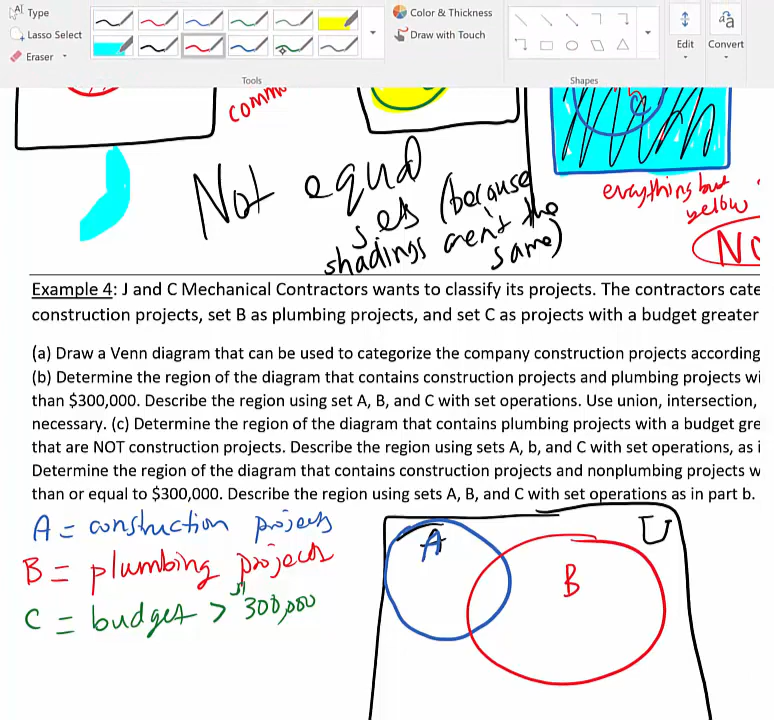 Type
Lasso Select
Eraser
Color & Thickness
Draw with Touch
Edit
Convert
Tools
Shapes
Not equal
sets (because
shadings aren't the
same)
everything but
yellow
Example 4: J and C Mechanical Contractors wants to classify its projects. The contractors cate
construction projects, set B as plumbing projects, and set C as projects with a budget greater
(a) Draw a Venn diagram that can be used to categorize the company construction projects according
(b) Determine the region of the diagram that contains construction projects and plumbing projects wi
than $300,000. Describe the region using set A, B, and C with set operations. Use union, intersection,
necessary. (c) Determine the region of the diagram that contains plumbing projects with a budget gre
that are NOT construction projects. Describe the region using sets A, b, and C with set operations, as i
Determine the region of the diagram that contains construction projects and nonplumbing projects w
than or equal to $300,000. Describe the region using sets A, B, and C with set operations as in part b.
A = construction projects
B = plumbing projects
C = budget > $300,000
A
B
U